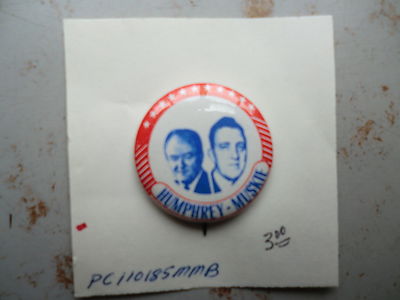 HUMPHREY - MUSKIE
3.00
PC110185MMB